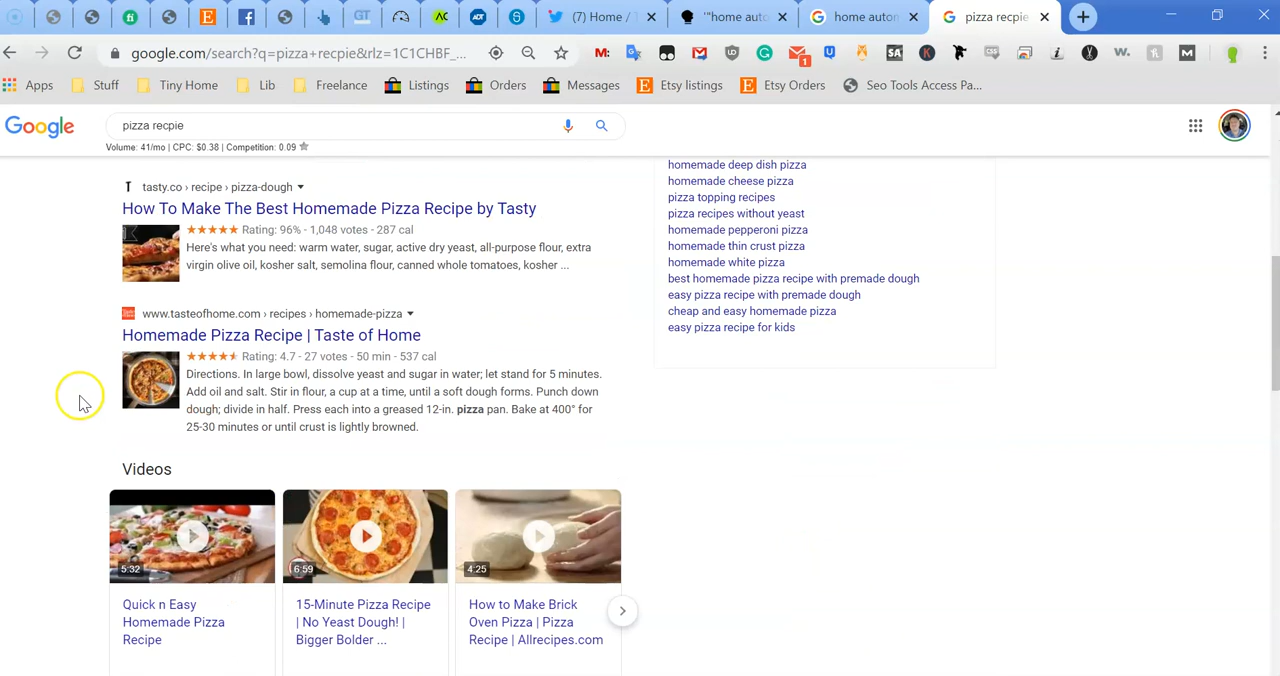 GT
AC
ADT
S
(7) Home / T
"home auto
home autom
pizza recpie
google.com/search?q=pizza+recpie&rlz=1C1CHBF_...
M:
1
SA
K
CSS
i
W.
M
Apps
Stuff
Tiny Home
Lib
Freelance
Listings
Orders
Messages
Etsy listings
Etsy Orders
Seo Tools Access Pa...
Google
pizza recpie
Volume: 41/mo | CPC: $0.38 | Competition: 0.09
T tasty.co › recipe › pizza-dough
How To Make The Best Homemade Pizza Recipe by Tasty
Rating: 96% - 1,048 votes - 287 cal
Here's what you need: warm water, sugar, active dry yeast, all-purpose flour, extra
virgin olive oil, kosher salt, semolina flour, canned whole tomatoes, kosher ...
www.tasteofhome.com › recipes › homemade-pizza
Homemade Pizza Recipe | Taste of Home
Rating: 4.7 - 27 votes - 50 min - 537 cal
Directions. In large bowl, dissolve yeast and sugar in water; let stand for 5 minutes.
Add oil and salt. Stir in flour, a cup at a time, until a soft dough forms. Punch down
dough; divide in half. Press each into a greased 12-in. pizza pan. Bake at 400° for
25-30 minutes or until crust is lightly browned.
Videos
5:32
6:59
4:25
Quick n Easy
Homemade Pizza
Recipe
15-Minute Pizza Recipe
| No Yeast Dough! |
Bigger Bolder ...
How to Make Brick
Oven Pizza | Pizza
Recipe | Allrecipes.com
homemade deep dish pizza
homemade cheese pizza
pizza topping recipes
pizza recipes without yeast
homemade pepperoni pizza
homemade thin crust pizza
homemade white pizza
best homemade pizza recipe with premade dough
easy pizza recipe with premade dough
cheap and easy homemade pizza
easy pizza recipe for kids